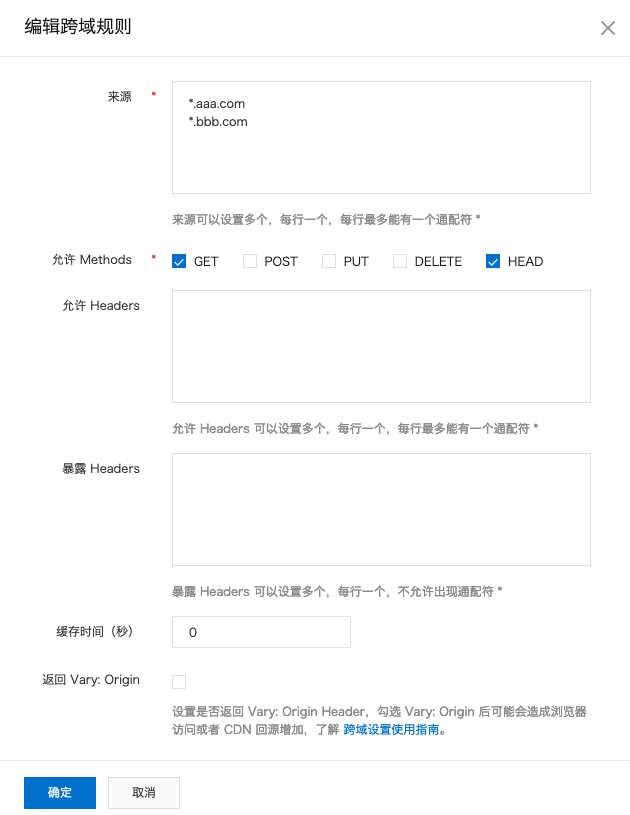 编辑跨域规则
来源 *
*.aaa.com
*.bbb.com
来源可以设置多个，每行一个，每行最多能有一个通配符 *
允许 Methods * GET POST PUT DELETE HEAD
允许 Headers
允许 Headers 可以设置多个，每行一个，每行最多能有一个通配符 *
暴露 Headers
暴露 Headers 可以设置多个，每行一个，不允许出现通配符 *
缓存时间（秒） 0
返回 Vary: Origin
设置是否返回 Vary: Origin Header，勾选 Vary: Origin 后可能会造成浏览器
访问或者 CDN 回源增加，了解 跨域设置使用指南。
确定 取消